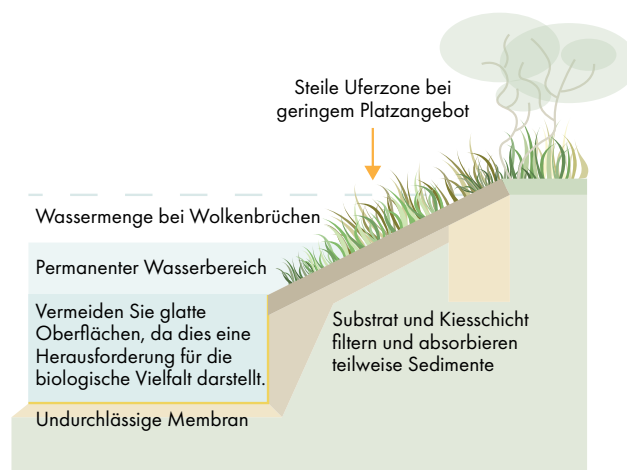 Steile Uferzone bei
geringem Platzangebot
Wassermenge bei Wolkenbrüchen
Permanenter Wasserbereich
Vermeiden Sie glatte
Oberflächen, da dies eine
Herausforderung für die
biologische Vielfalt darstellt.
Substrat und Kiesschicht
filtern und absorbieren
teilweise Sedimente
Undurchlässige Membran